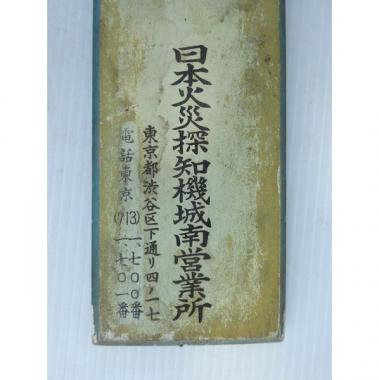 日本火災探知機城南営業所
東京都渋谷区下通り四ノ一七
電話東京(713)一、七〇〇番
一、七〇一番